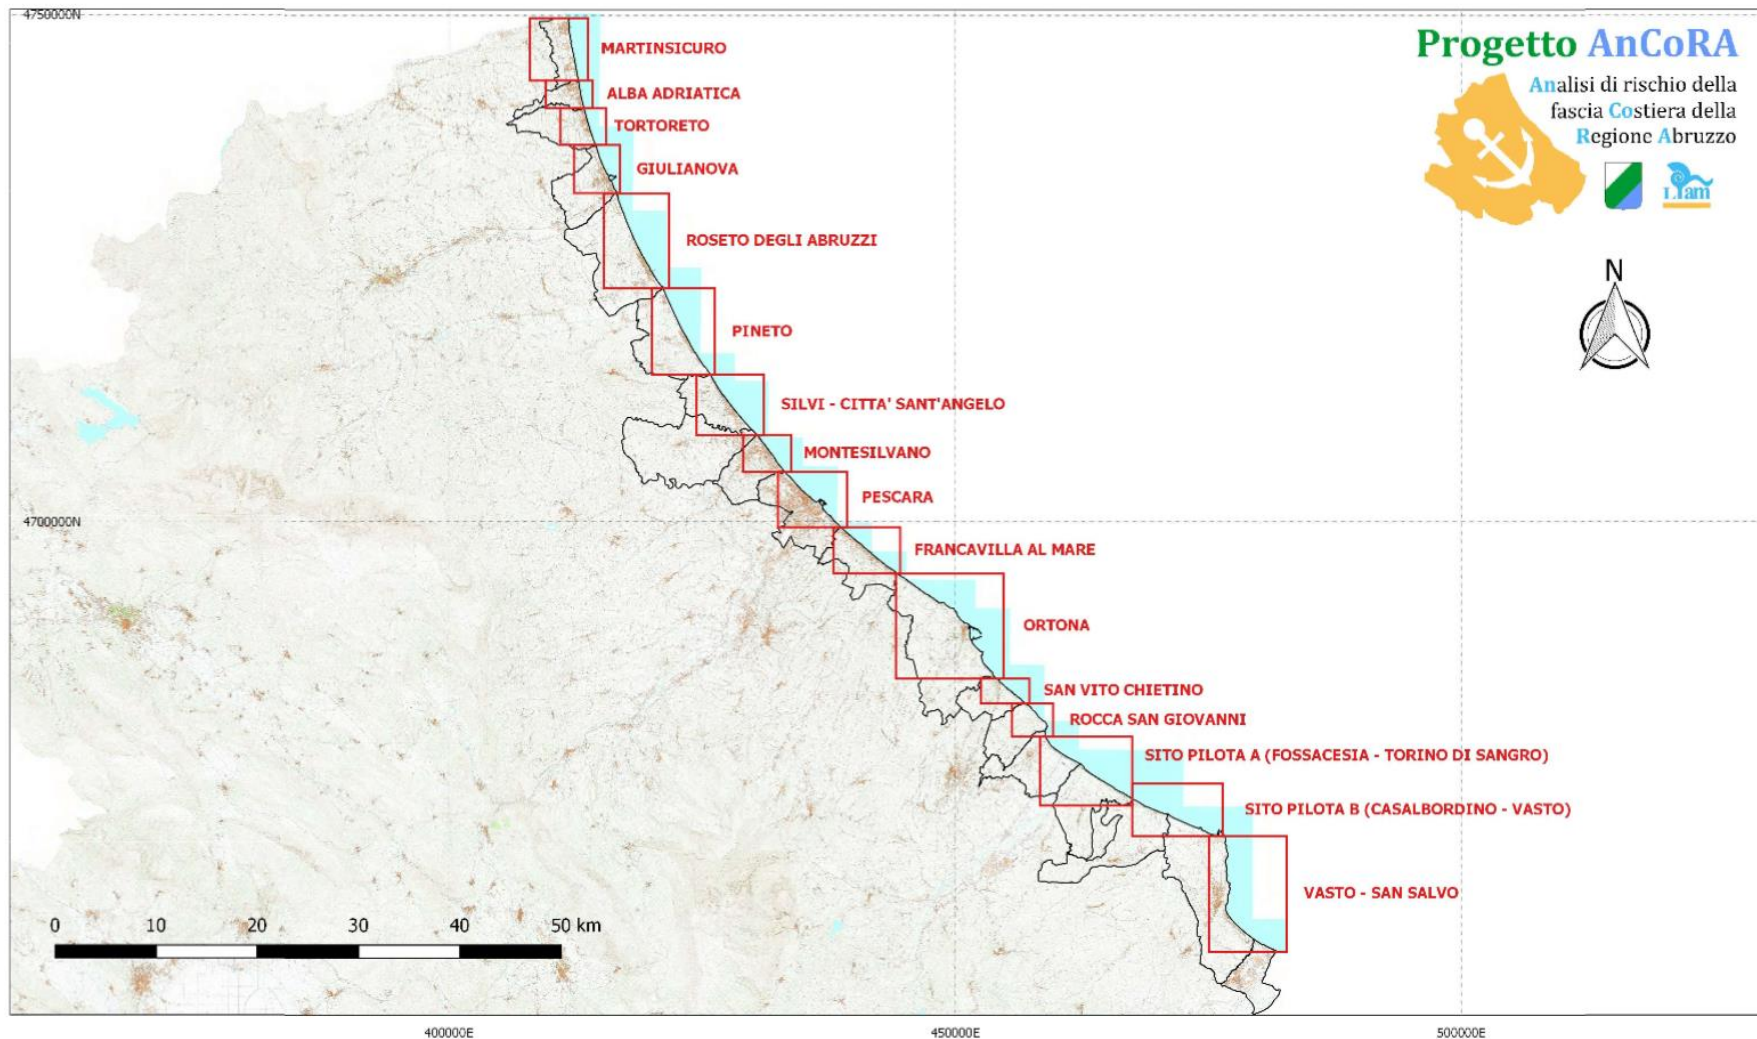 4750000N
Progetto AnCoRA
Analisi di rischio della
fascia Costiera della
Regione Abruzzo
L am
N
MARTINSICURO
ALBA ADRIATICA
TORTORETO
GIULIANOVA
ROSETO DEGLI ABRUZZI
PINETO
SILVI - CITTA' SANT'ANGELO
MONTESILVANO
PESCARA
4700000N
FRANCAVILLA AL MARE
ORTONA
SAN VITO CHIETINO
ROCCA SAN GIOVANNI
SITO PILOTA A (FOSSACESIA - TORINO DI SANGRO)
SITO PILOTA B (CASALBORDINO - VASTO)
VASTO - SAN SALVO
0 10 20 30 40 50 km
400000E 450000E 500000E